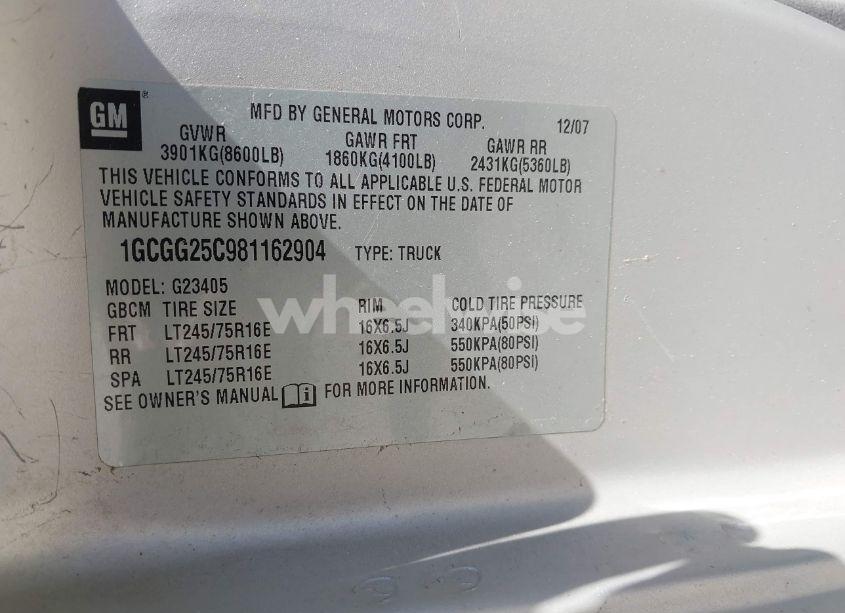 GM ®
MFD BY GENERAL MOTORS CORP. 12/07
GVWR GAWR FRT GAWR RR
3901KG(8600LB) 1860KG(4100LB) 2431KG(5360LB)
THIS VEHICLE CONFORMS TO ALL APPLICABLE U.S. FEDERAL MOTOR
VEHICLE SAFETY STANDARDS IN EFFECT ON THE DATE OF
MANUFACTURE SHOWN ABOVE.
1GCGG25C981162904 TYPE: TRUCK
MODEL: G23405
GBCM TIRE SIZE RIM COLD TIRE PRESSURE
FRT LT245/75R16E 16X6.5J 340KPA(50PSI)
RR LT245/75R16E 16X6.5J 550KPA(80PSI)
SPA LT245/75R16E 16X6.5J 550KPA(80PSI)
SEE OWNER'S MANUAL FOR MORE INFORMATION.
wheelwise